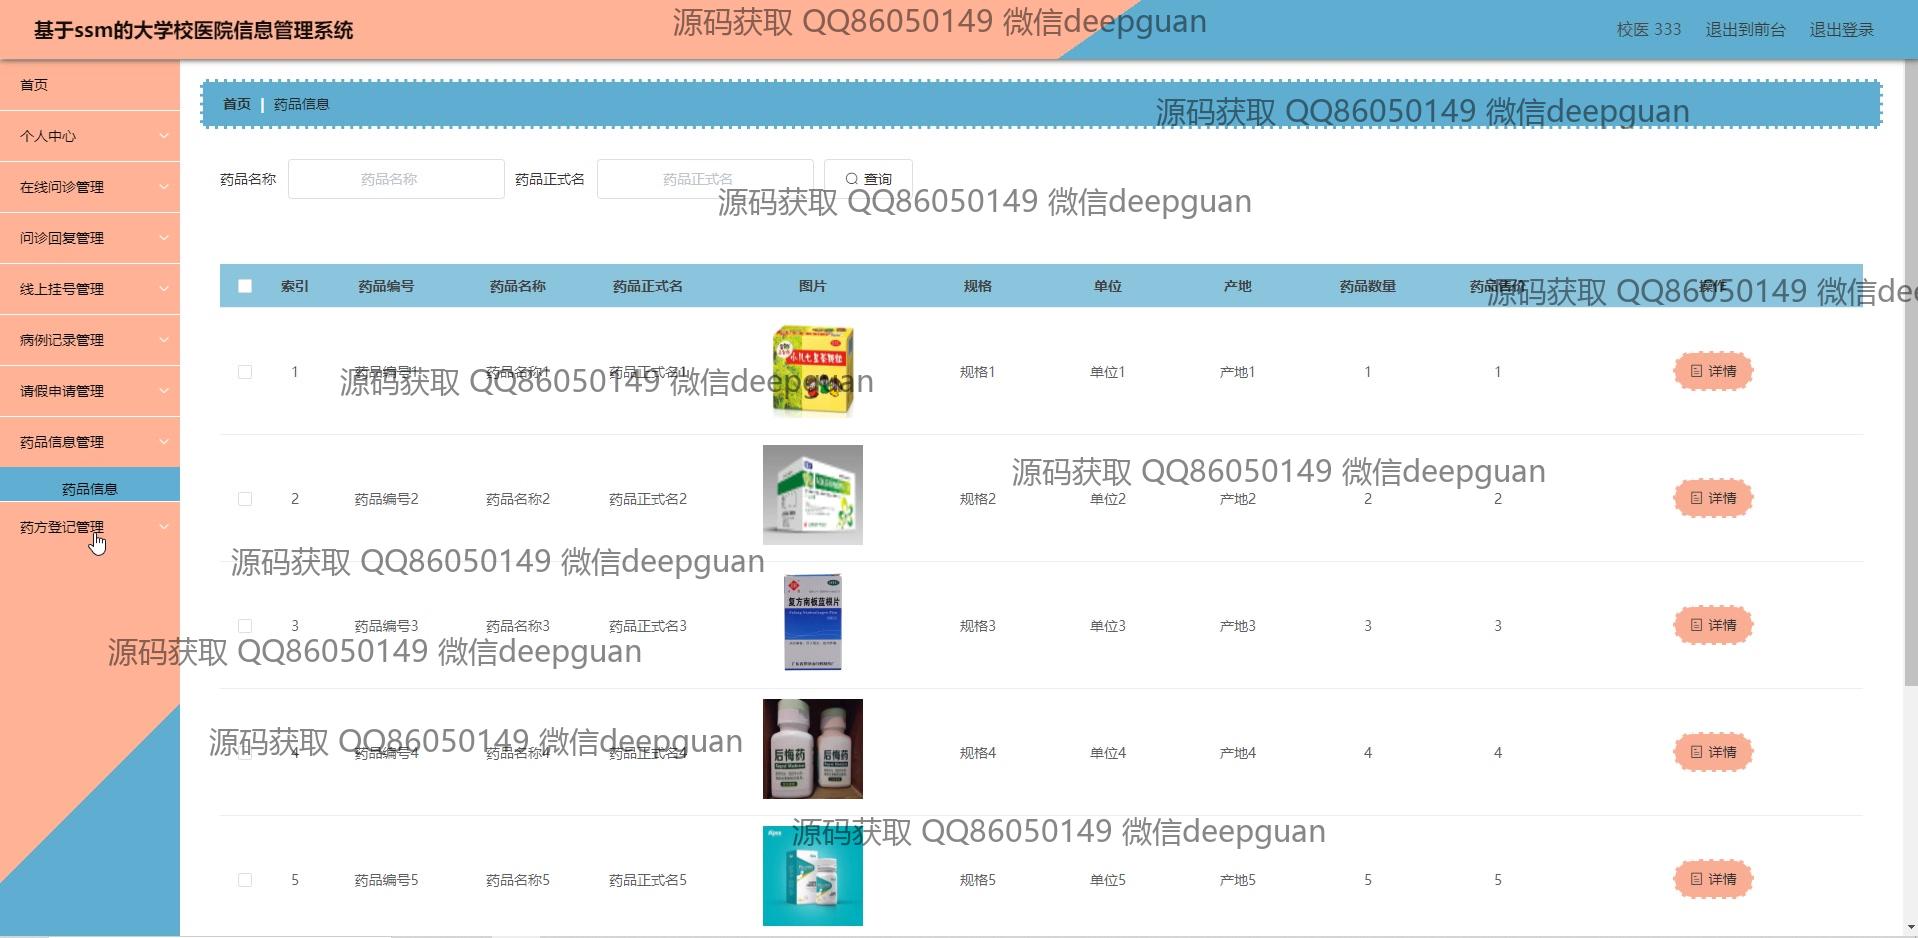 基于ssm的大学校医院信息管理系统
源码获取 QQ86050149 微信deepguan
校医 333 退出到前台 退出登录
首页
个人中心
在线问诊管理
问诊回复管理
线上挂号管理
病例记录管理
请假申请管理
药品信息管理
药品信息
药方登记管理
首页 药品信息
源码获取 QQ86050149 微信deepguan
药品名称 药品名称 药品正式名 药品正式名 查询
源码获取 QQ86050149 微信deepguan
索引 药品编号 药品名称 药品正式名 图片 规格 单位 产地 药品数量 药品售价 操作
源码获取 QQ86050149 微信dee
1 药品编号1 药品名称1 药品正式名1 规格1 单位1 产地1 1 1 详情
小儿七星茶颗粒
源码获取 QQ86050149 微信deepguan
源码获取 QQ86050149 微信deepguan
2 药品编号2 药品名称2 药品正式名2 规格2 单位2 产地2 2 2 详情
源码获取 QQ86050149 微信deepguan
复方南板蓝根片
3 药品编号3 药品名称3 药品正式名3 规格3 单位3 产地3 3 3 详情
源码获取 QQ86050149 微信deepguan
源码获取 QQ86050149 微信deepguan
4 药品编号4 药品名称4 药品正式名4 规格4 单位4 产地4 4 4 详情
后悔药 后悔药
源码获取 QQ86050149 微信deepguan
5 药品编号5 药品名称5 药品正式名5 规格5 单位5 产地5 5 5 详情